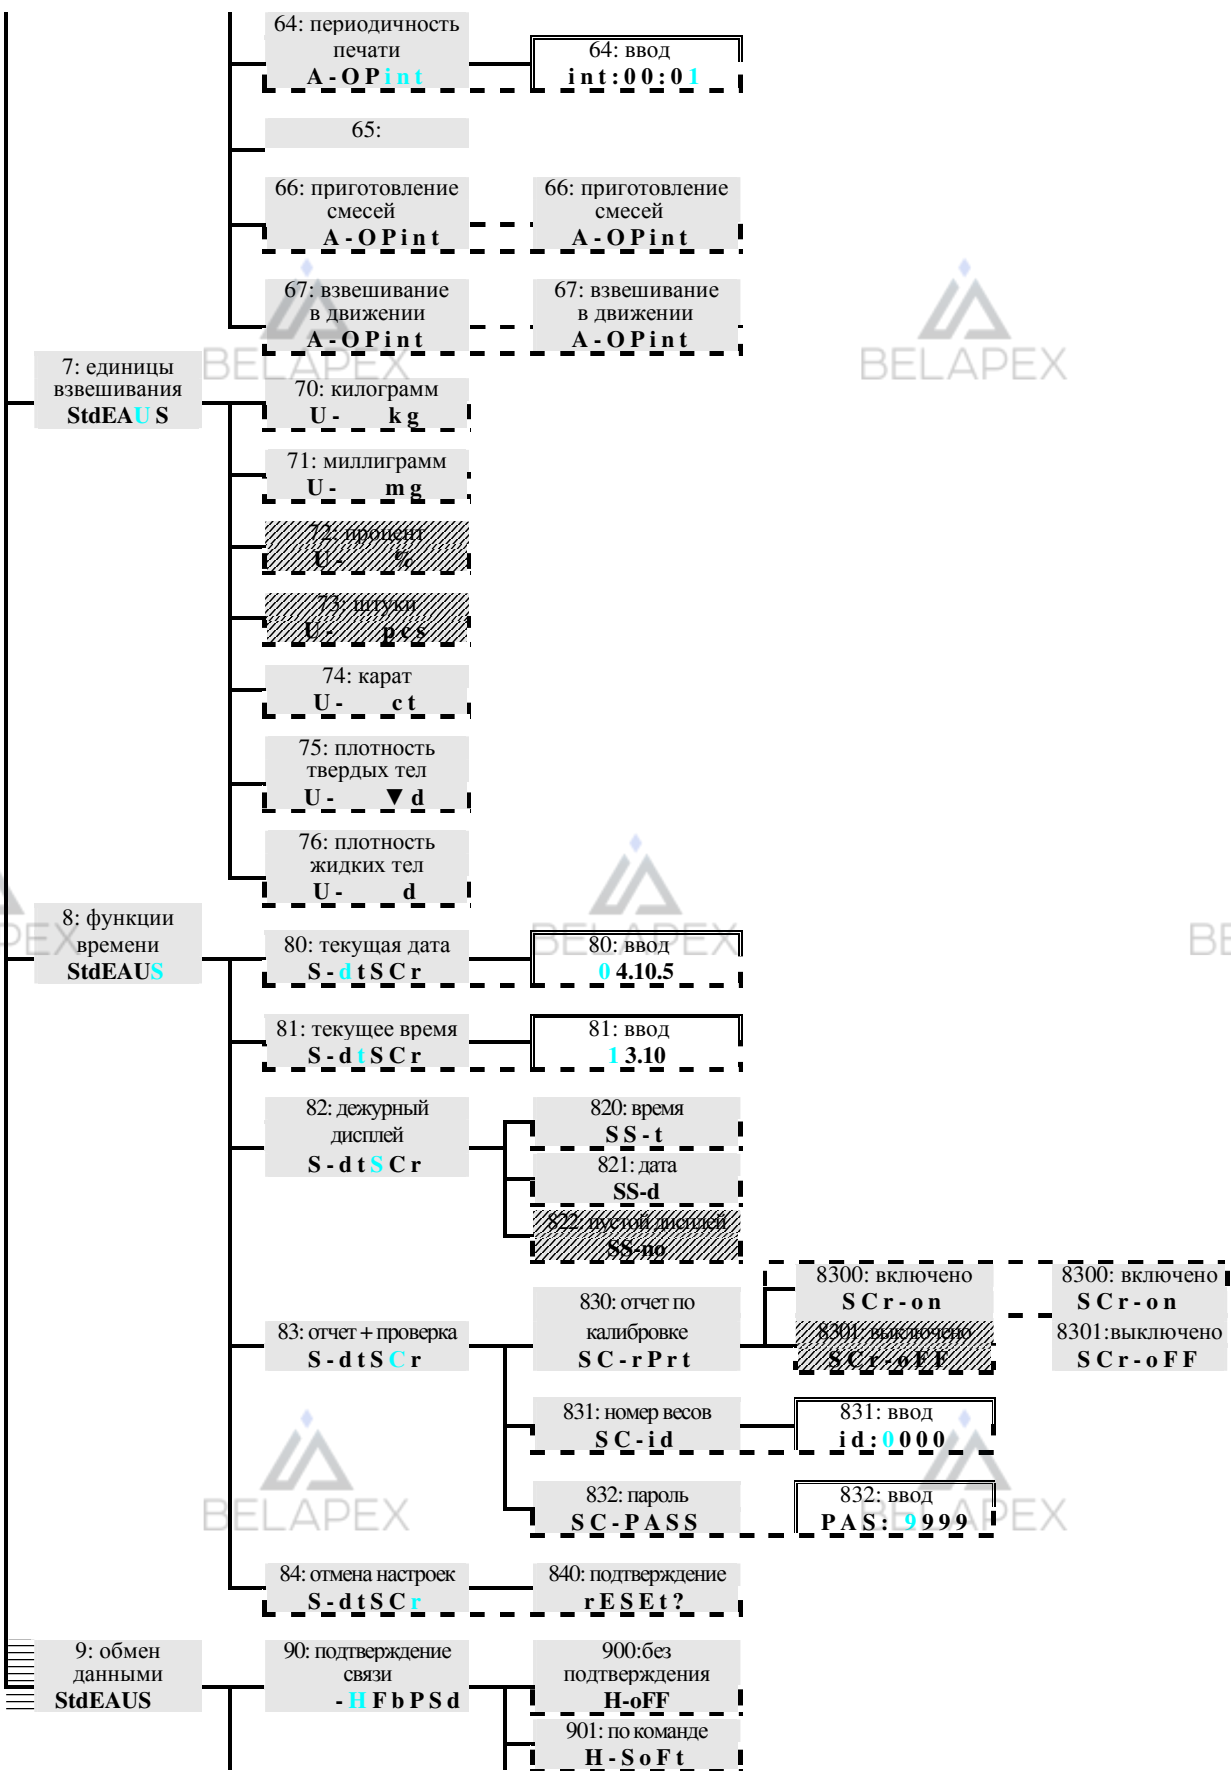 64: периодичность
печати
A-OPint
64: ввод
int:00:01
65:
66: приготовление
смесей
A-OPint
66: приготовление
смесей
A-OPint
67: взвешивание
в движении
A-OPint
67: взвешивание
в движении
A-OPint
BELAPEX
BELAPEX
7: единицы
взвешивания
StdEAUS
70: килограмм
U- kg
71: миллиграмм
U- mg
72: процент
U- %
73: штуки
U- pcs
74: карат
U- ct
75: плотность
твердых тел
U- ▼d
76: плотность
жидких тел
U- d
PEX
BELAPEX
BE
8: функции
времени
StdEAUS
80: текущая дата
S-dtSCr
80: ввод
04.10.5
81: текущее время
S-dtSCr
81: ввод
13.10
82: дежурный
дисплей
S-dtSCr
820: время
SS-t
821: дата
SS-d
822: пустой дисплей
SS-no
83: отчет + проверка
S-dtSCr
830: отчет по
калибровке
SC-rPrt
8300: включено
SCr-on
8301: выключено
SCr-oFF
8300: включено
SCr-on
8301:выключено
SCr-oFF
831: номер весов
SC-id
831: ввод
id:0000
832: пароль
SC-PASS
832: ввод
PAS: 9999
BELAPEX
BELAPEX
84: отмена настроек
S-dtSCr
840: подтверждение
rESEt?
9: обмен
данными
StdEAUS
90: подтверждение
связи
-HFbPSd
900:без
подтверждения
H-oFF
901: по команде
H-SoFt